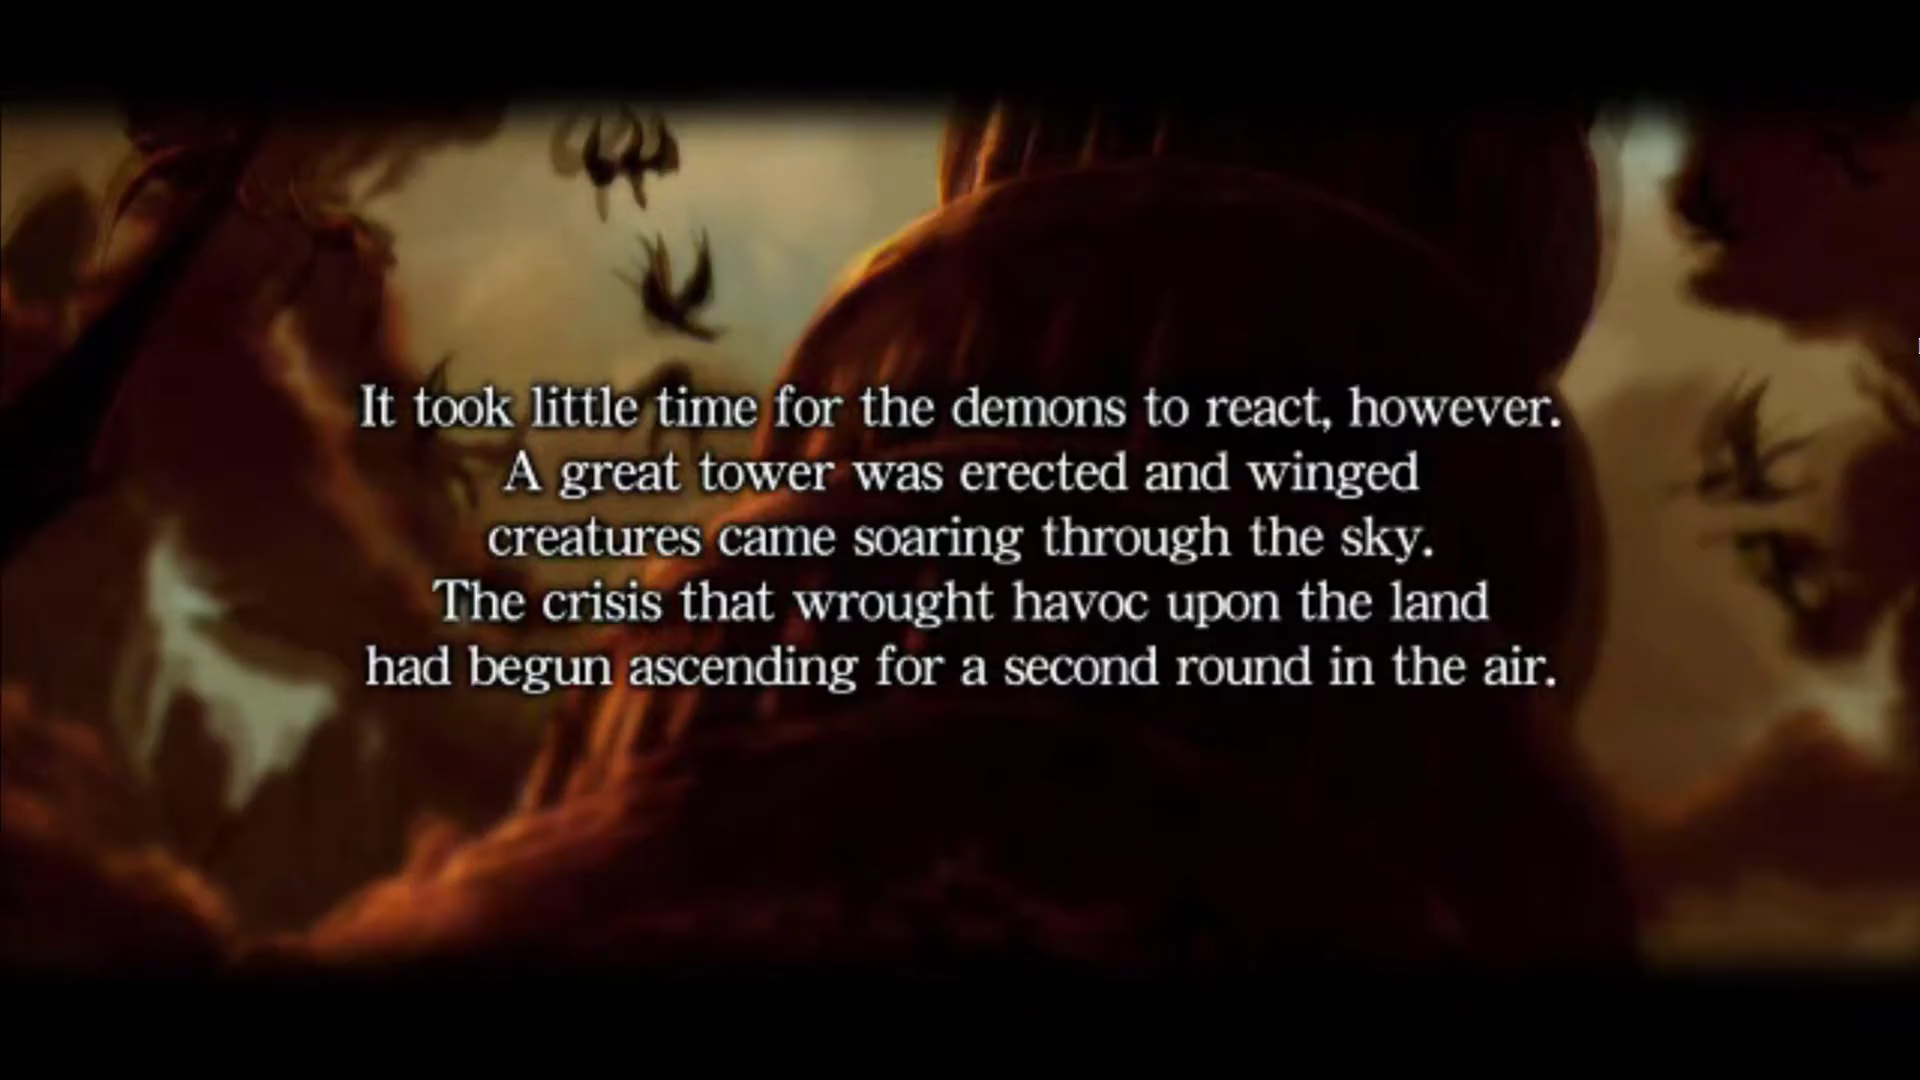 It took little time for the demons to react, however.
A great tower was erected and winged
creatures came soaring through the sky.
The crisis that wrought havoc upon the land
had begun ascending for a second round in the air.